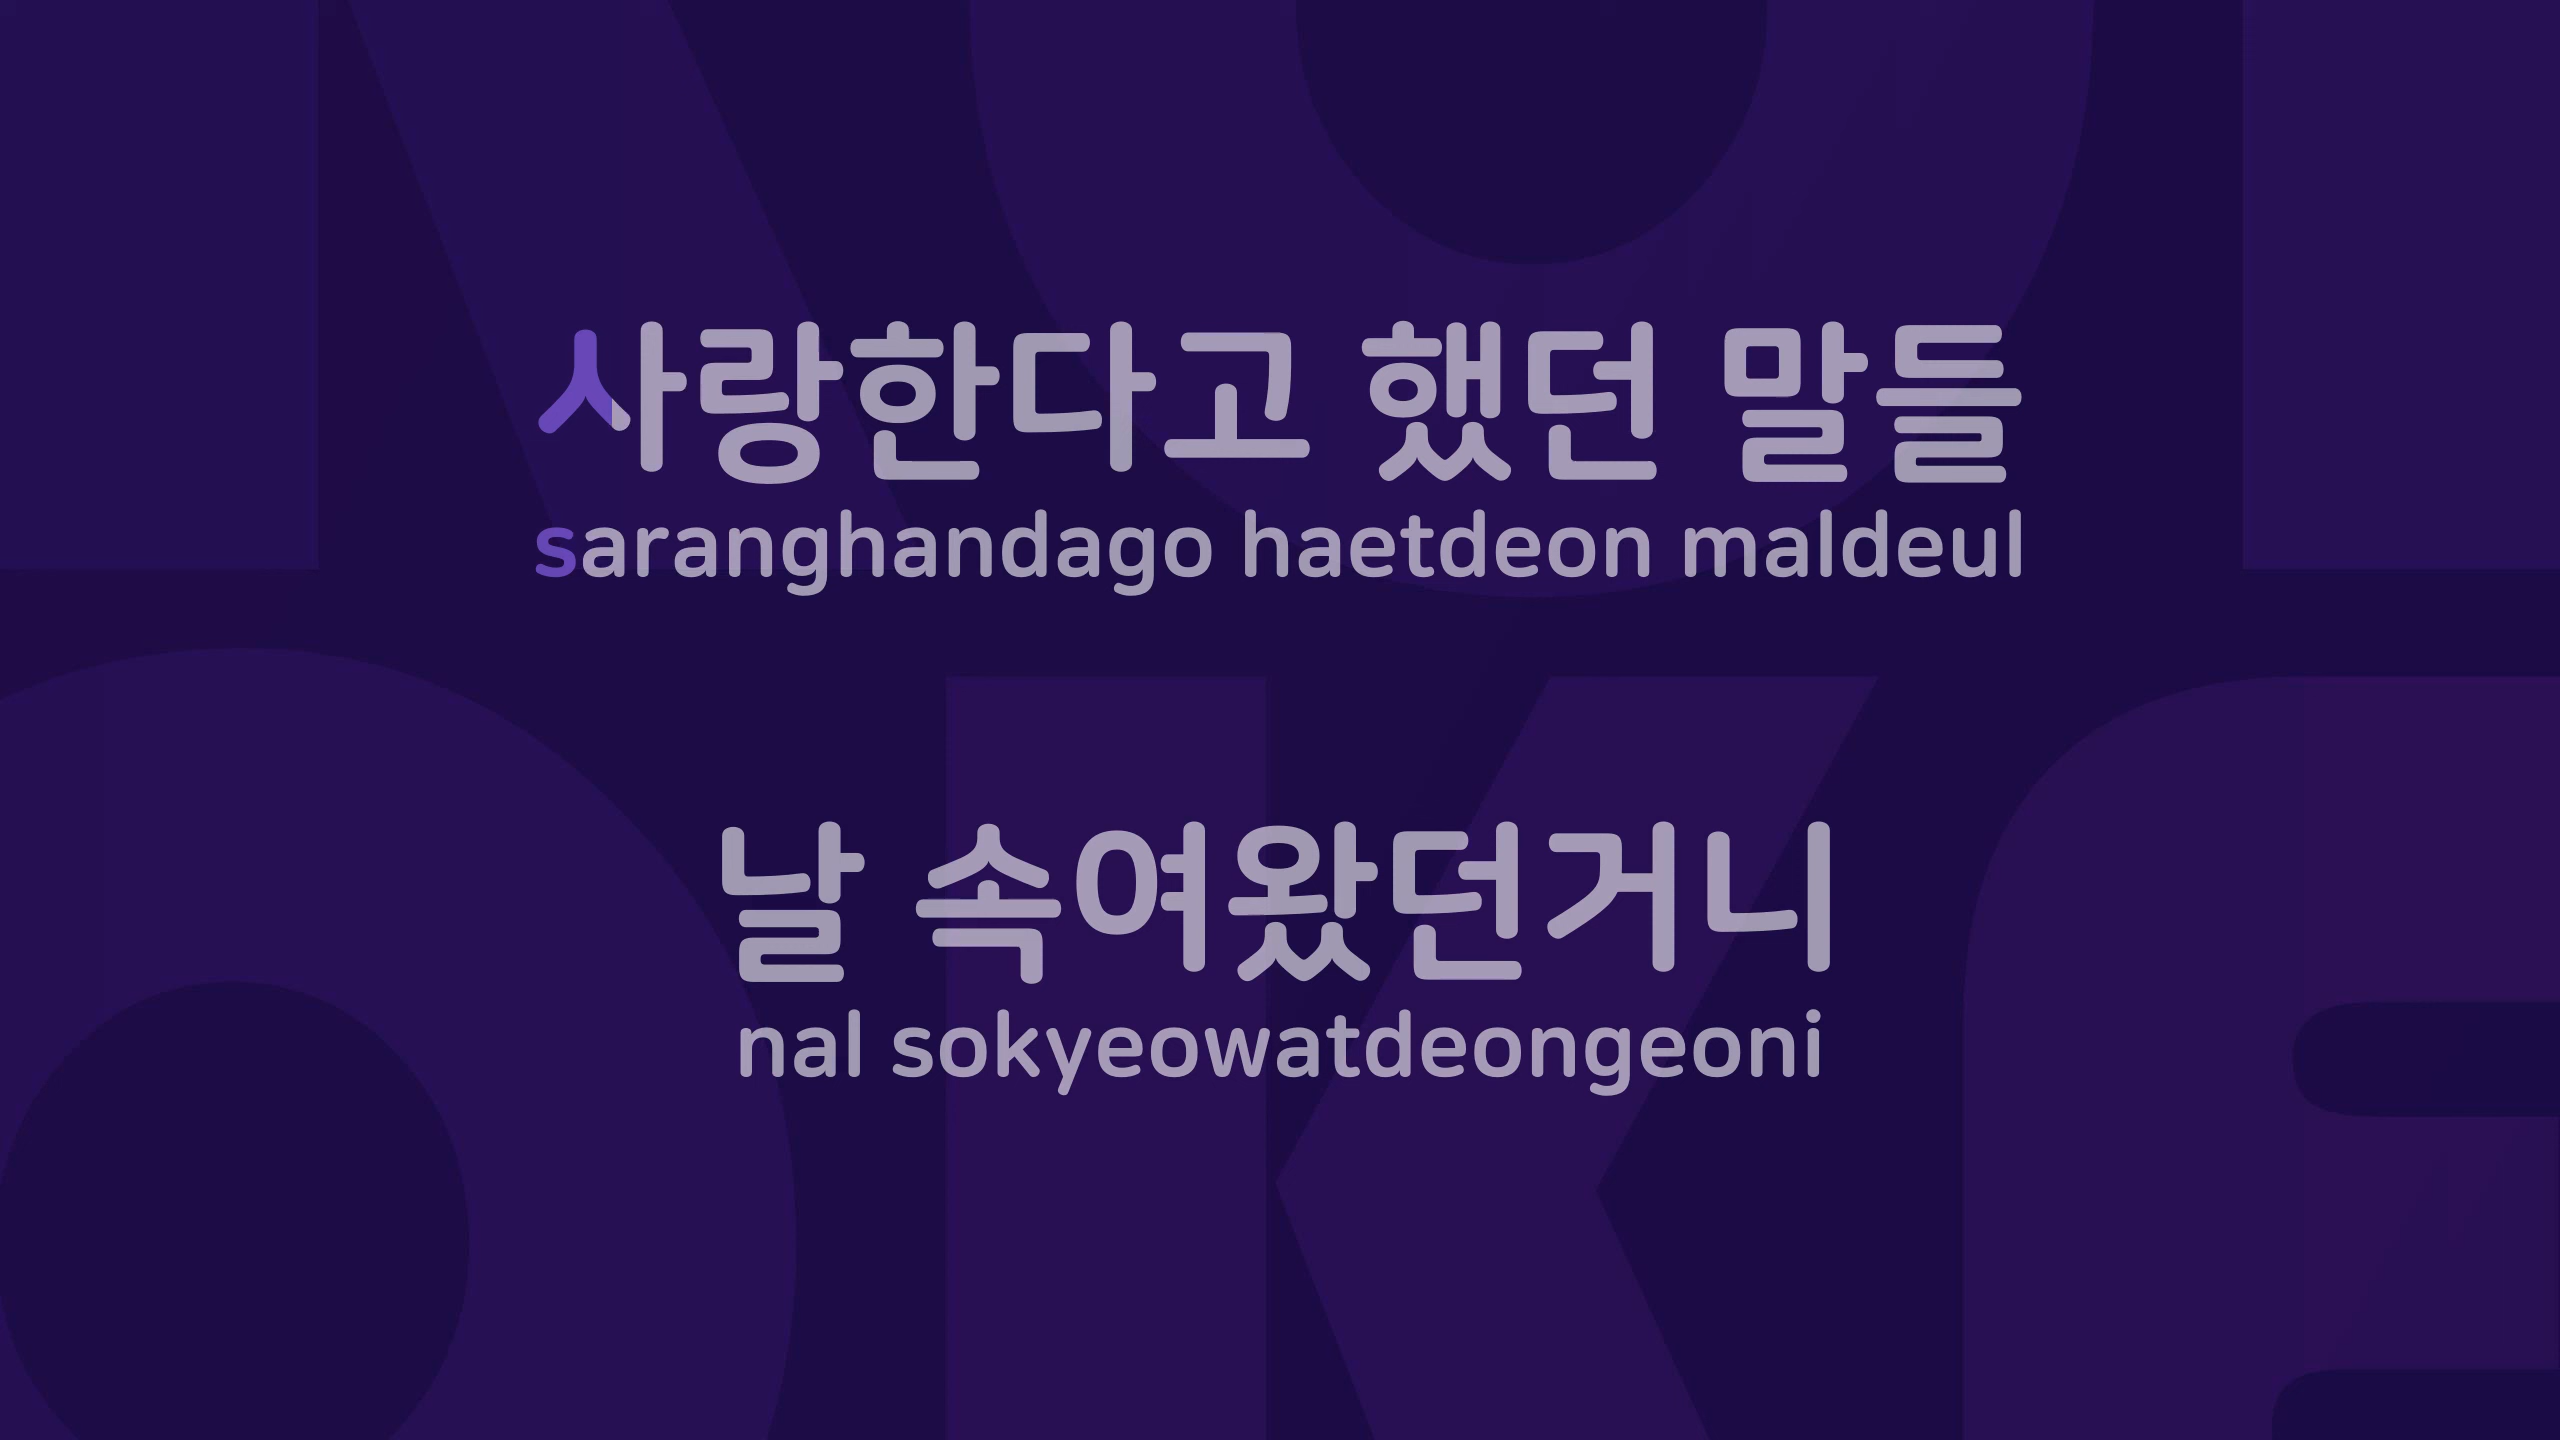 사랑한다고 했던 말들
saranghandago haetdeon maldeul
날 속여왔던거니
nal sokyeowatdeongeoni